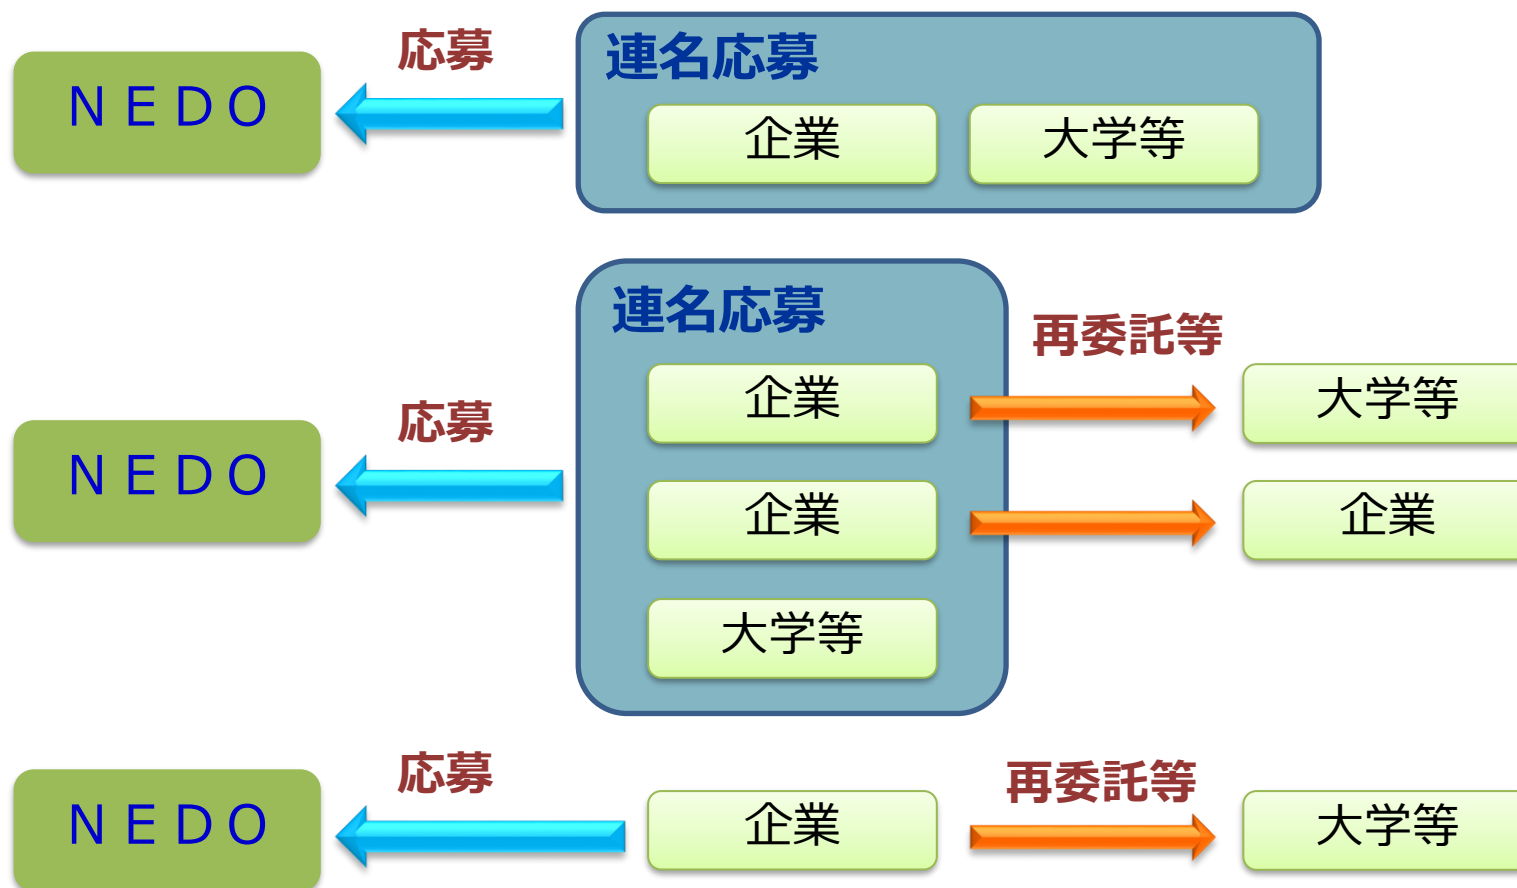 応募
連名応募
ＮＥＤＯ
企業
大学等
連名応募
再委託等
企業
大学等
応募
ＮＥＤＯ
企業
企業
大学等
応募
再委託等
ＮＥＤＯ
企業
大学等